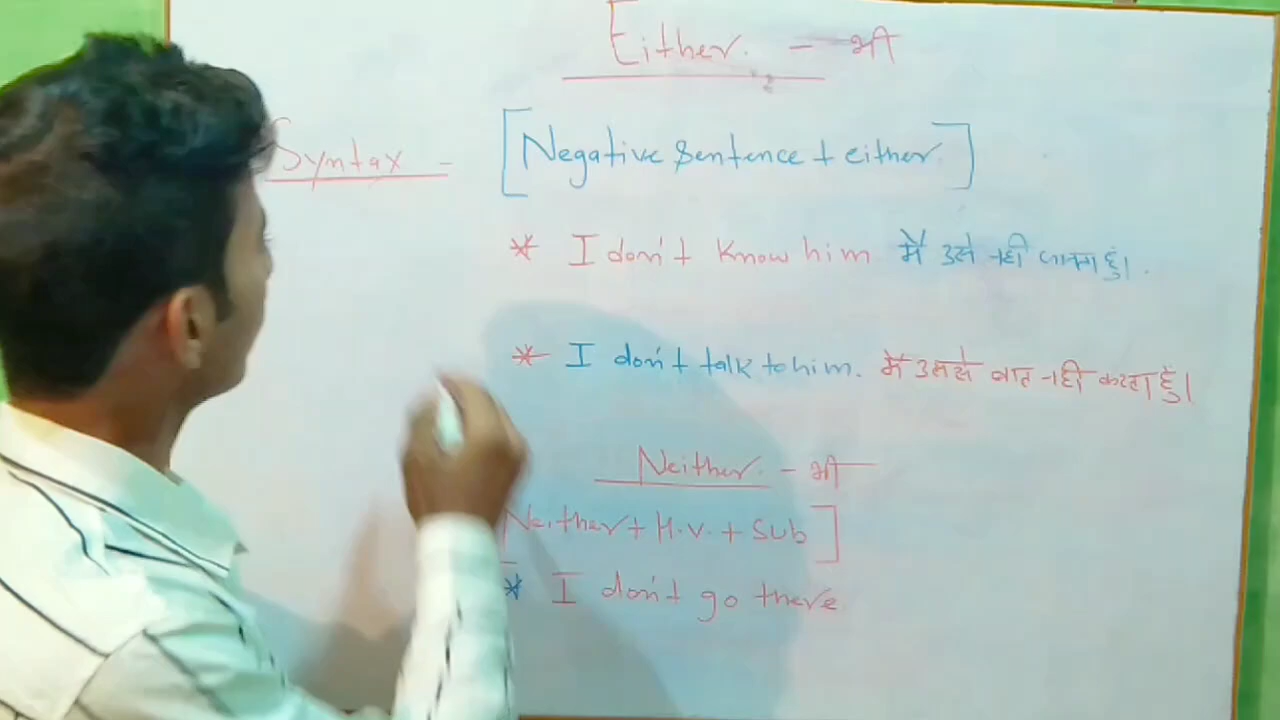 Either. - भी
Syntax - [Negative Sentence + either]
* I don't know him मैं उसे नही जानता हुं।
* I don't talk to him. मैं उससे बात नही करता हुं।
Neither - भी
Neither + H.V. + Sub]
* I don't go there